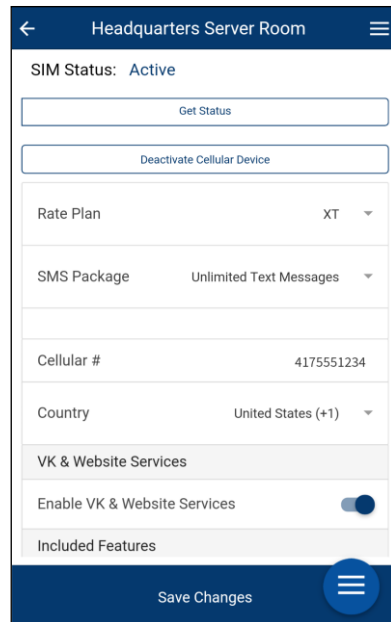 Headquarters Server Room
SIM Status: Active
Get Status
Deactivate Cellular Device
Rate Plan XT
SMS Package Unlimited Text Messages
Cellular # 4175551234
Country United States (+1)
VK & Website Services
Enable VK & Website Services
Included Features
Save Changes